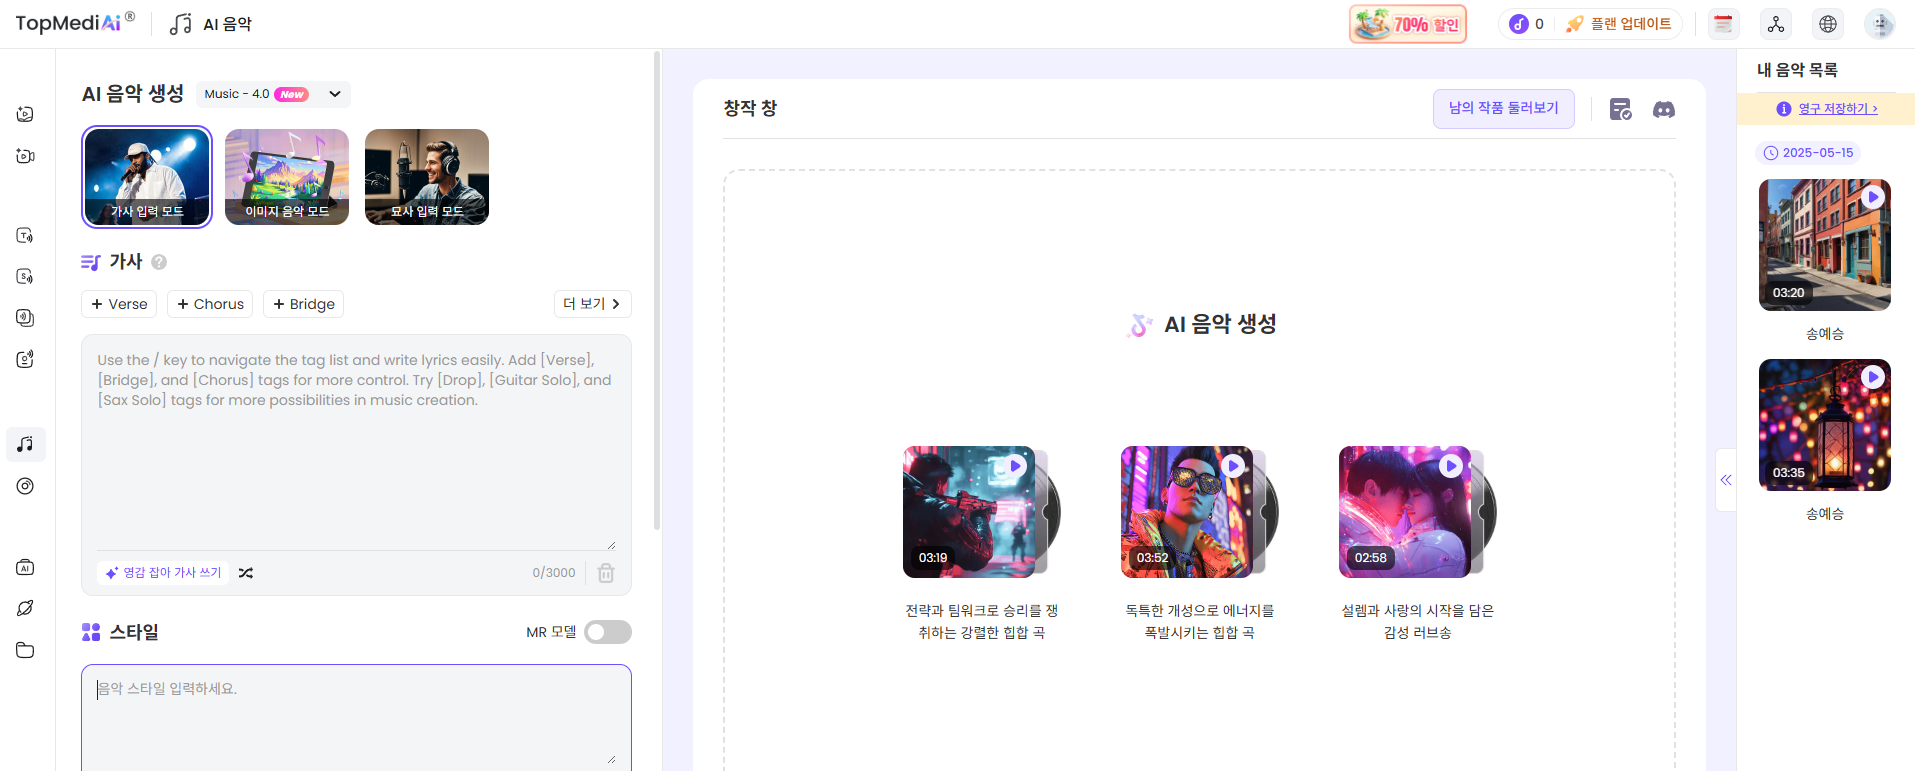 TopMediAi®
AI 음악
70% 할인
0
플랜 업데이트
AI 음악 생성
Music - 4.0 New
가사 입력 모드
이미지 음악 모드
묘사 입력 모드
가사
+ Verse
+ Chorus
+ Bridge
더 보기
Use the / key to navigate the tag list and write lyrics easily. Add [Verse],
[Bridge], and [Chorus] tags for more control. Try [Drop], [Guitar Solo], and
[Sax Solo] tags for more possibilities in music creation.
영감 잡아 가사 쓰기
0/3000
스타일
MR 모델
음악 스타일 입력하세요.
창작 창
남의 작품 둘러보기
AI 음악 생성
03:19
전략과 팀워크로 승리를 쟁
취하는 강렬한 힙합 곡
03:52
독특한 개성으로 에너지를
폭발시키는 힙합 곡
02:58
설렘과 사랑의 시작을 담은
감성 러브송
내 음악 목록
영구 저장하기 >
2025-05-15
03:20
송예승
03:35
송예승